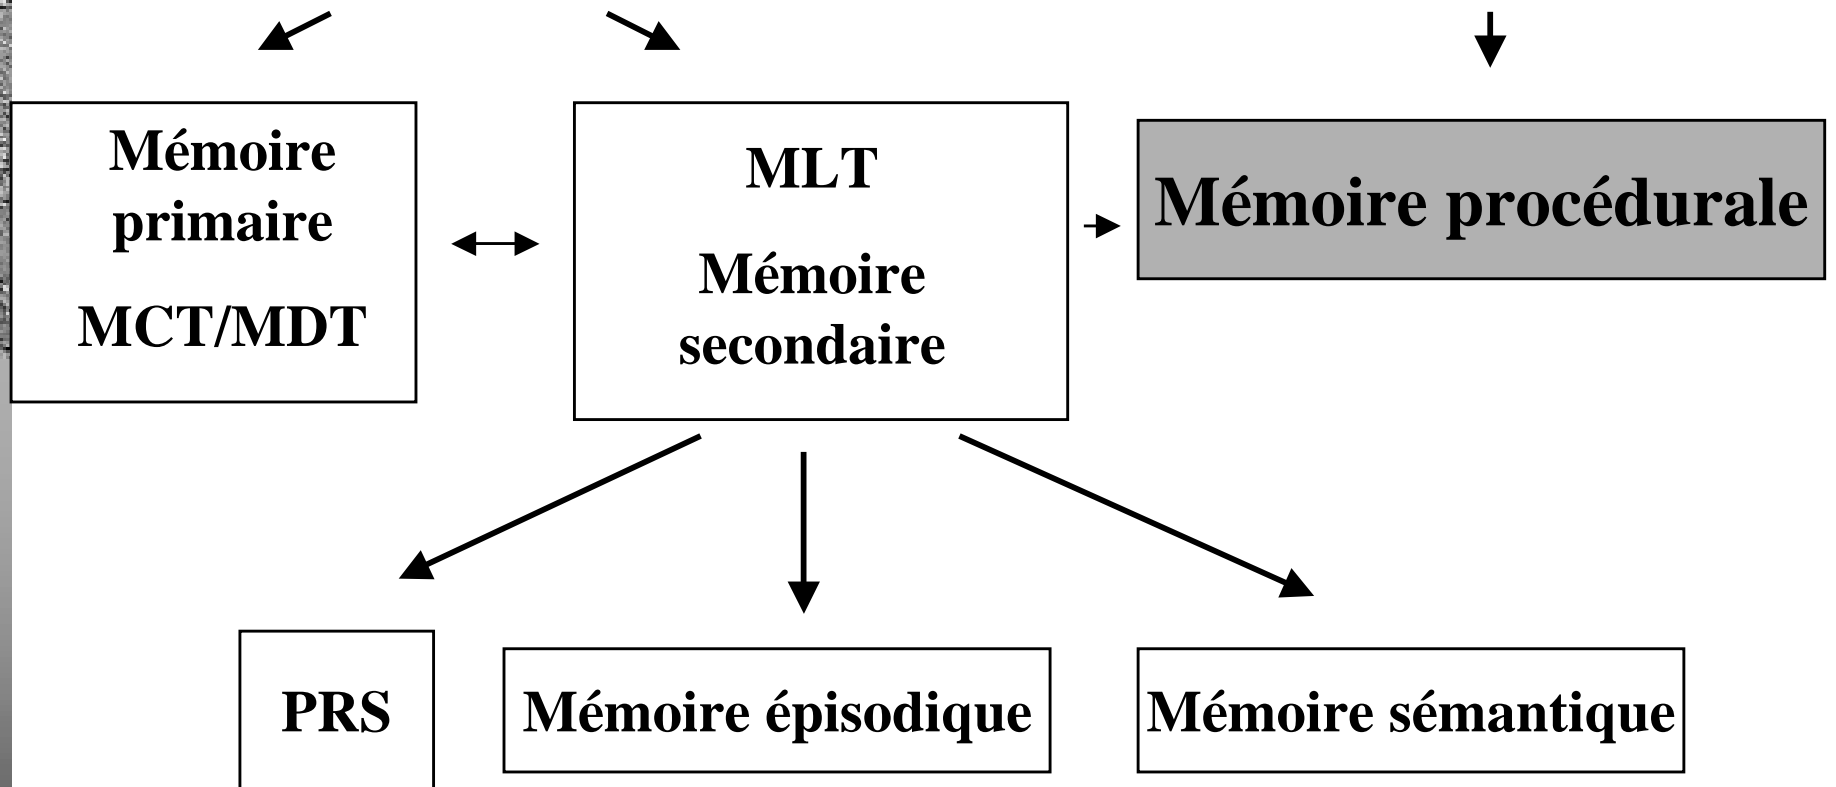 Mémoire
primaire
MCT/MDT
MLT
Mémoire
secondaire
Mémoire procédurale
PRS
Mémoire épisodique
Mémoire sémantique